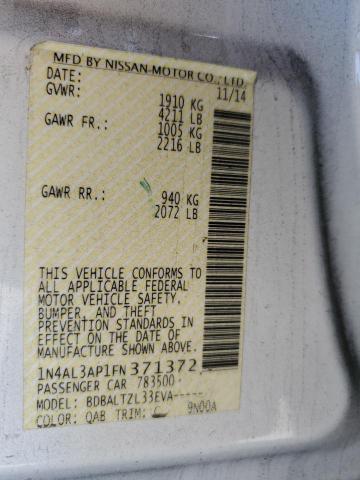 MFD BY NISSAN MOTOR CO., LTD.
DATE: 11/14
GVWR: 1910 KG
4211 LB
GAWR FR.: 1005 KG
2216 LB
GAWR RR.: 940 KG
2072 LB
THIS VEHICLE CONFORMS TO
ALL APPLICABLE FEDERAL
MOTOR VEHICLE SAFETY,
BUMPER, AND THEFT
PREVENTION STANDARDS IN
EFFECT ON THE DATE OF
MANUFACTURE SHOWN ABOVE.
1N4AL3AP1FN 371372
PASSENGER CAR 783500
MODEL: BDBALTZL33EVA-----
COLOR: QAB TRIM: 9N00A